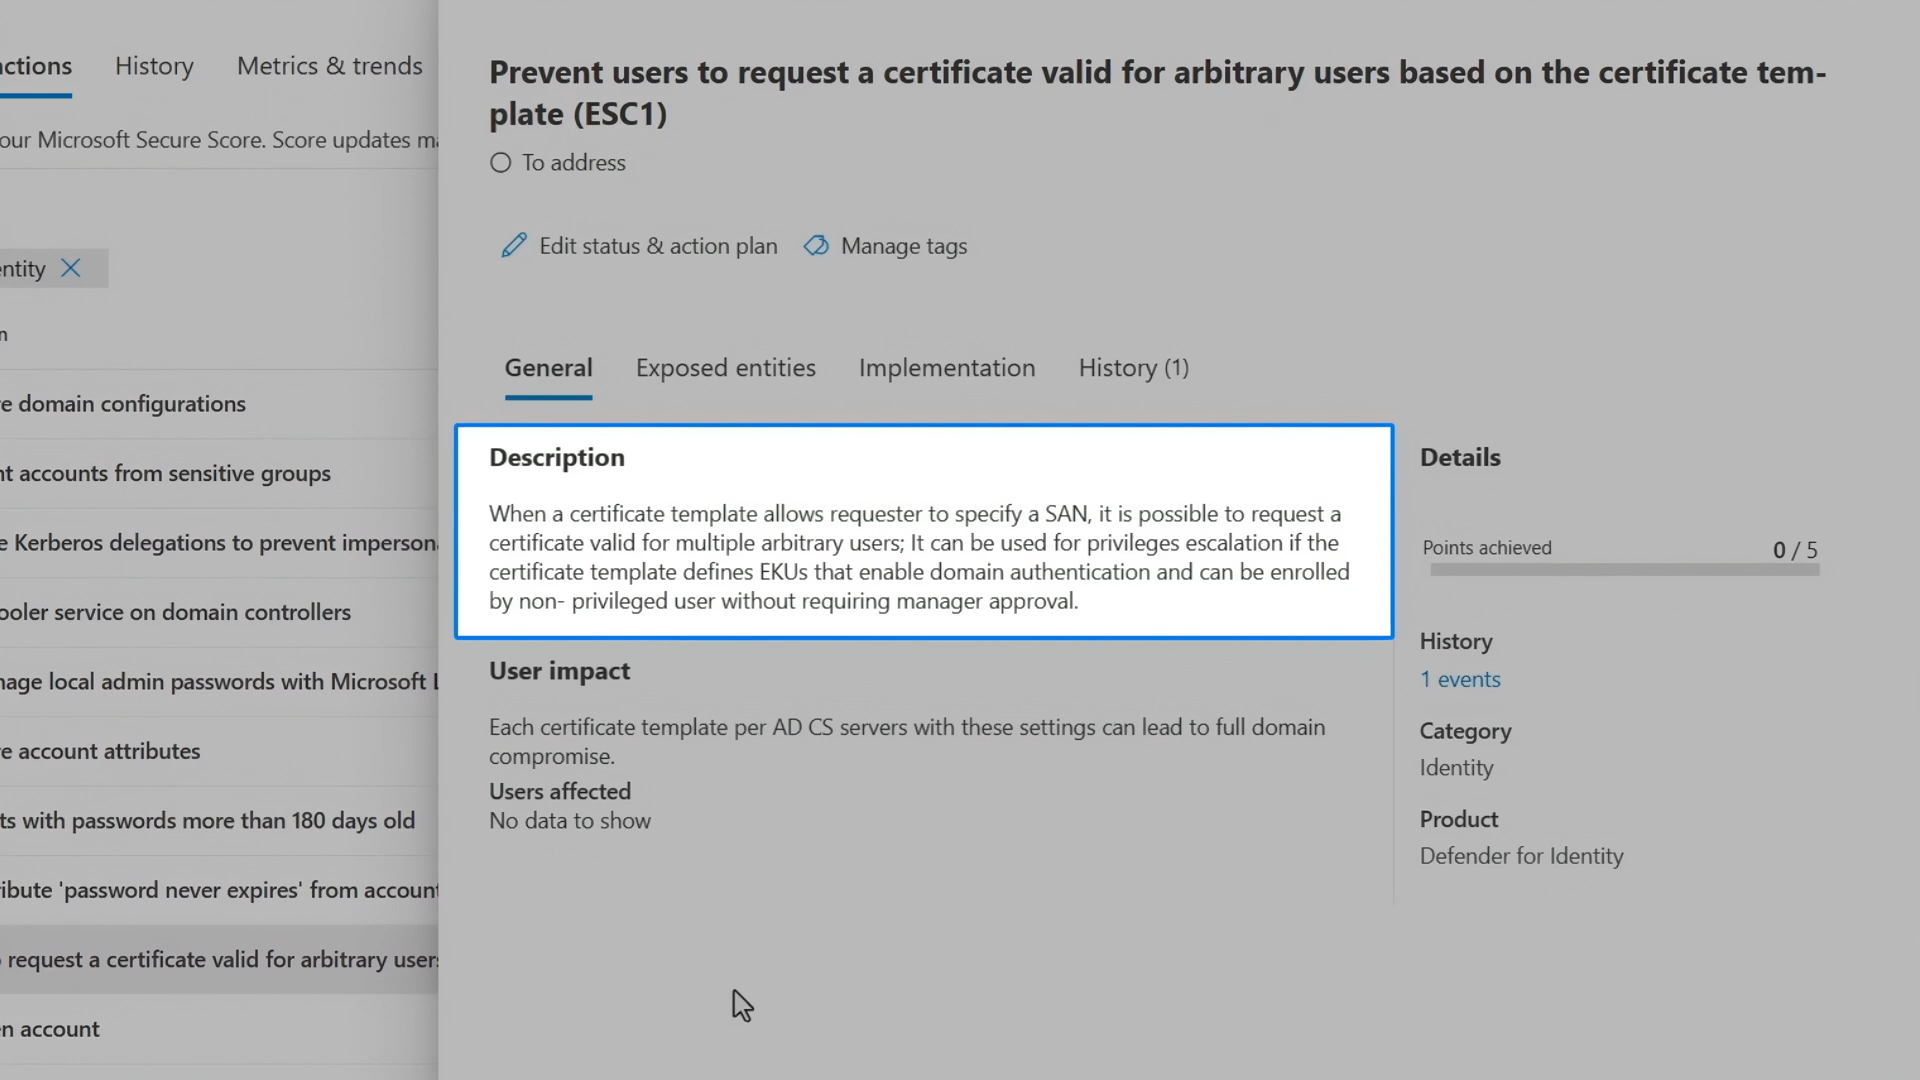 ctions
History
Metrics & trends
our Microsoft Secure Score. Score updates
entity
n
e domain configurations
nt accounts from sensitive groups
e Kerberos delegations to prevent
ooler service on domain controllers
nage local admin passwords with Microsoft
e account attributes
ts with passwords more than 180 days old
ribute 'password never expires' from
request a certificate valid for arbitrary
en account
Prevent users to request a certificate valid for arbitrary users based on the certificate tem-
plate (ESC1)
To address
Edit status & action plan
Manage tags
General
Exposed entities
Implementation
History (1)
Description
When a certificate template allows requester to specify a SAN, it is possible to request a
certificate valid for multiple arbitrary users; It can be used for privileges escalation if the
certificate template defines EKUs that enable domain authentication and can be enrolled
by non- privileged user without requiring manager approval.
User impact
Each certificate template per AD CS servers with these settings can lead to full domain
compromise.
Users affected
No data to show
Details
Points achieved
0 / 5
History
1 events
Category
Identity
Product
Defender for Identity